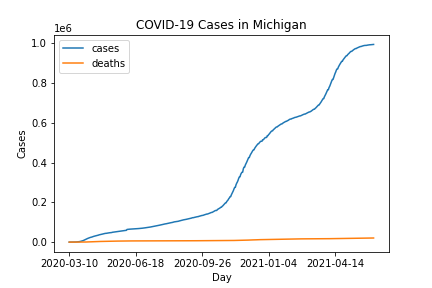 COVID-19 Cases in Michigan
1e6
cases
deaths
1.0
0.8
0.6
0.4
0.2
0.0
Cases
2020-03-10 2020-06-18 2020-09-26 2021-01-04 2021-04-14
Day